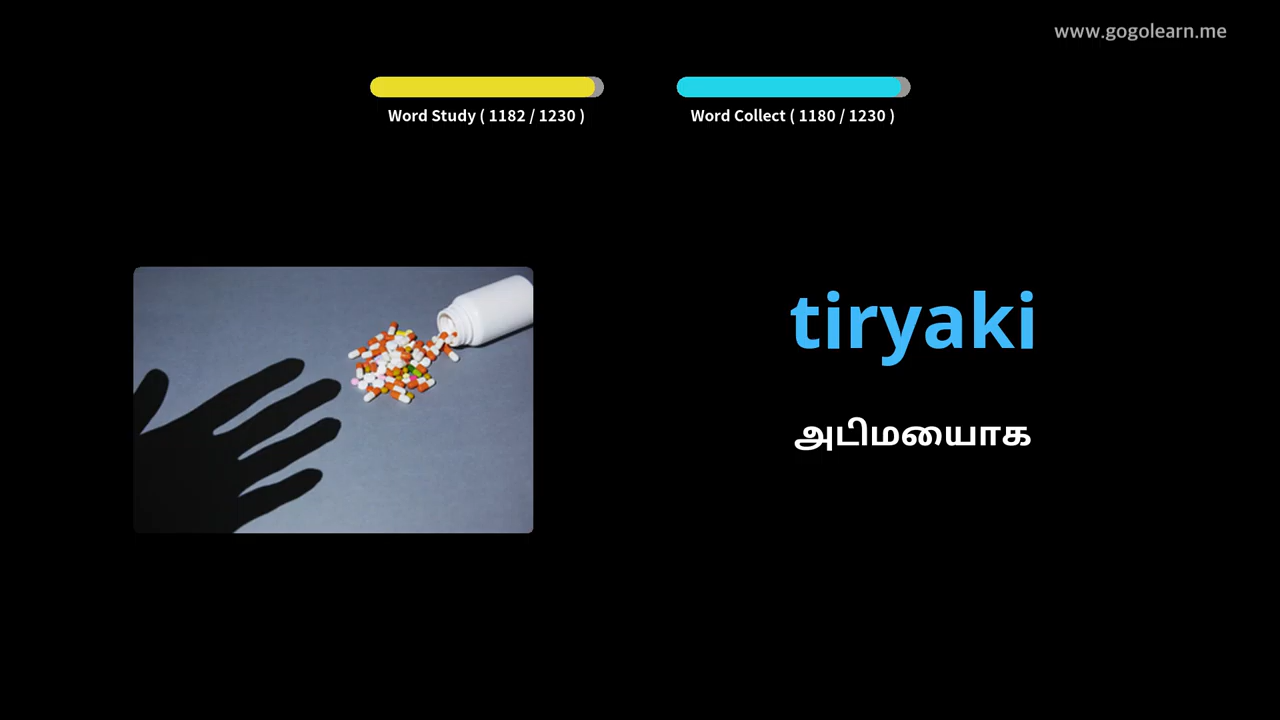 www.gogolearn.me
Word Study ( 1182 / 1230 )
Word Collect ( 1180 / 1230 )
tiryaki
அடிமையாக